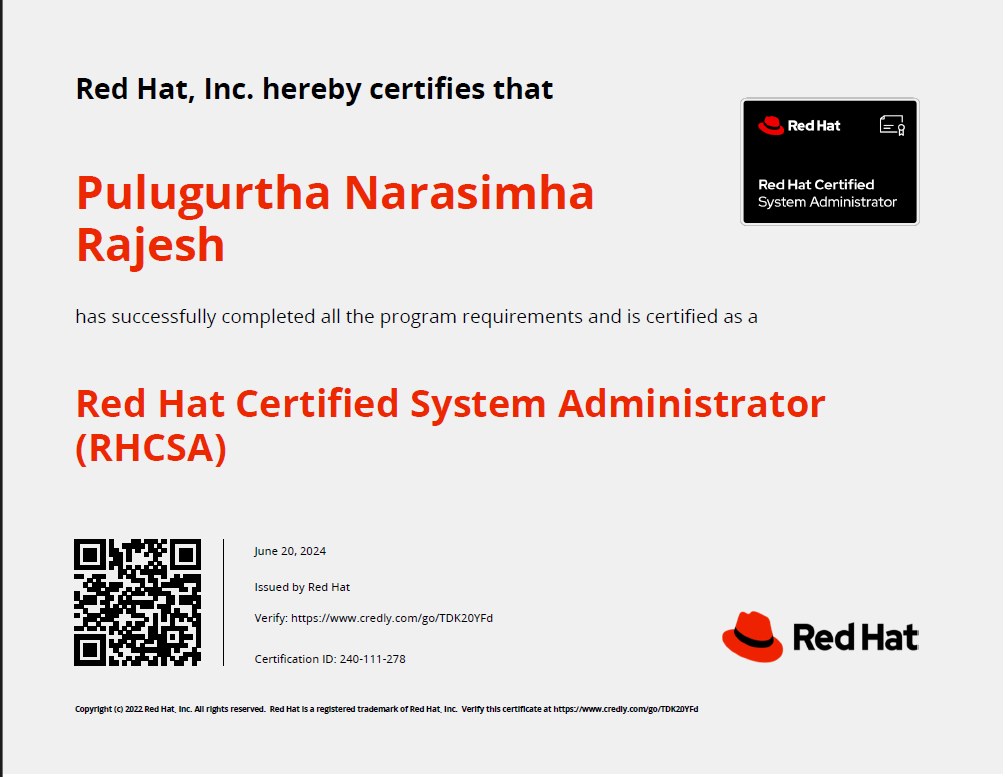 Red Hat, Inc. hereby certifies that
Red Hat
Red Hat Certified
System Administrator
Pulugurtha Narasimha
Rajesh
has successfully completed all the program requirements and is certified as a
Red Hat Certified System Administrator
(RHCSA)
June 20, 2024
Issued by Red Hat
Verify: https://www.credly.com/go/TDK20YFd
Certification ID: 240-111-278
Red Hat
Copyright (c) 2022 Red Hat, Inc. All rights reserved.  Red Hat is a registered trademark of Red Hat, Inc.  Verify this certificate at https://www.credly.com/go/TDK20YFd